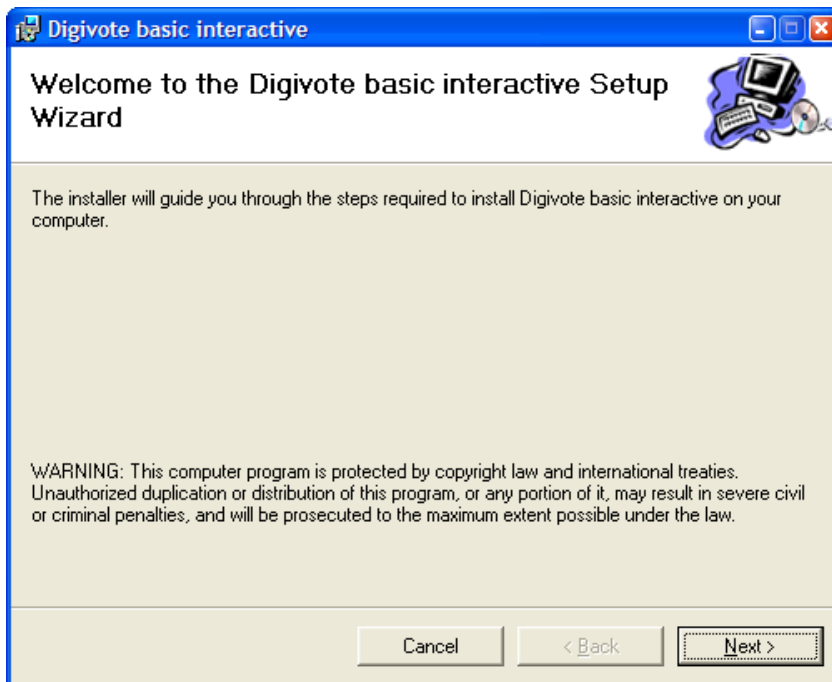 Digivote basic interactive
Welcome to the Digivote basic interactive Setup
Wizard
The installer will guide you through the steps required to install Digivote basic interactive on your
computer.
WARNING: This computer program is protected by copyright law and international treaties.
Unauthorized duplication or distribution of this program, or any portion of it, may result in severe civil
or criminal penalties, and will be prosecuted to the maximum extent possible under the law.
Cancel < Back Next >